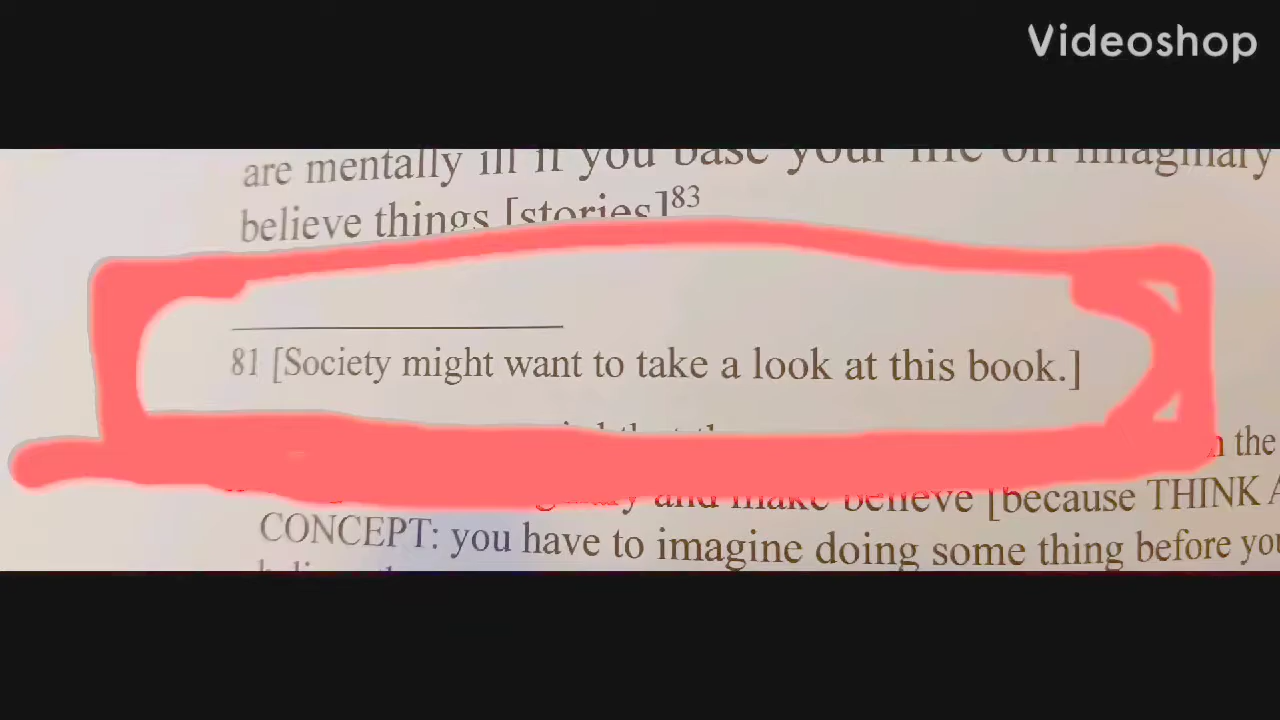 Videoshop
are mentally ill if you base your life on imaginary
believe things [stories]83
81 [Society might want to take a look at this book.]
the
and make believe [because THINK A
CONCEPT: you have to imagine doing some thing before you